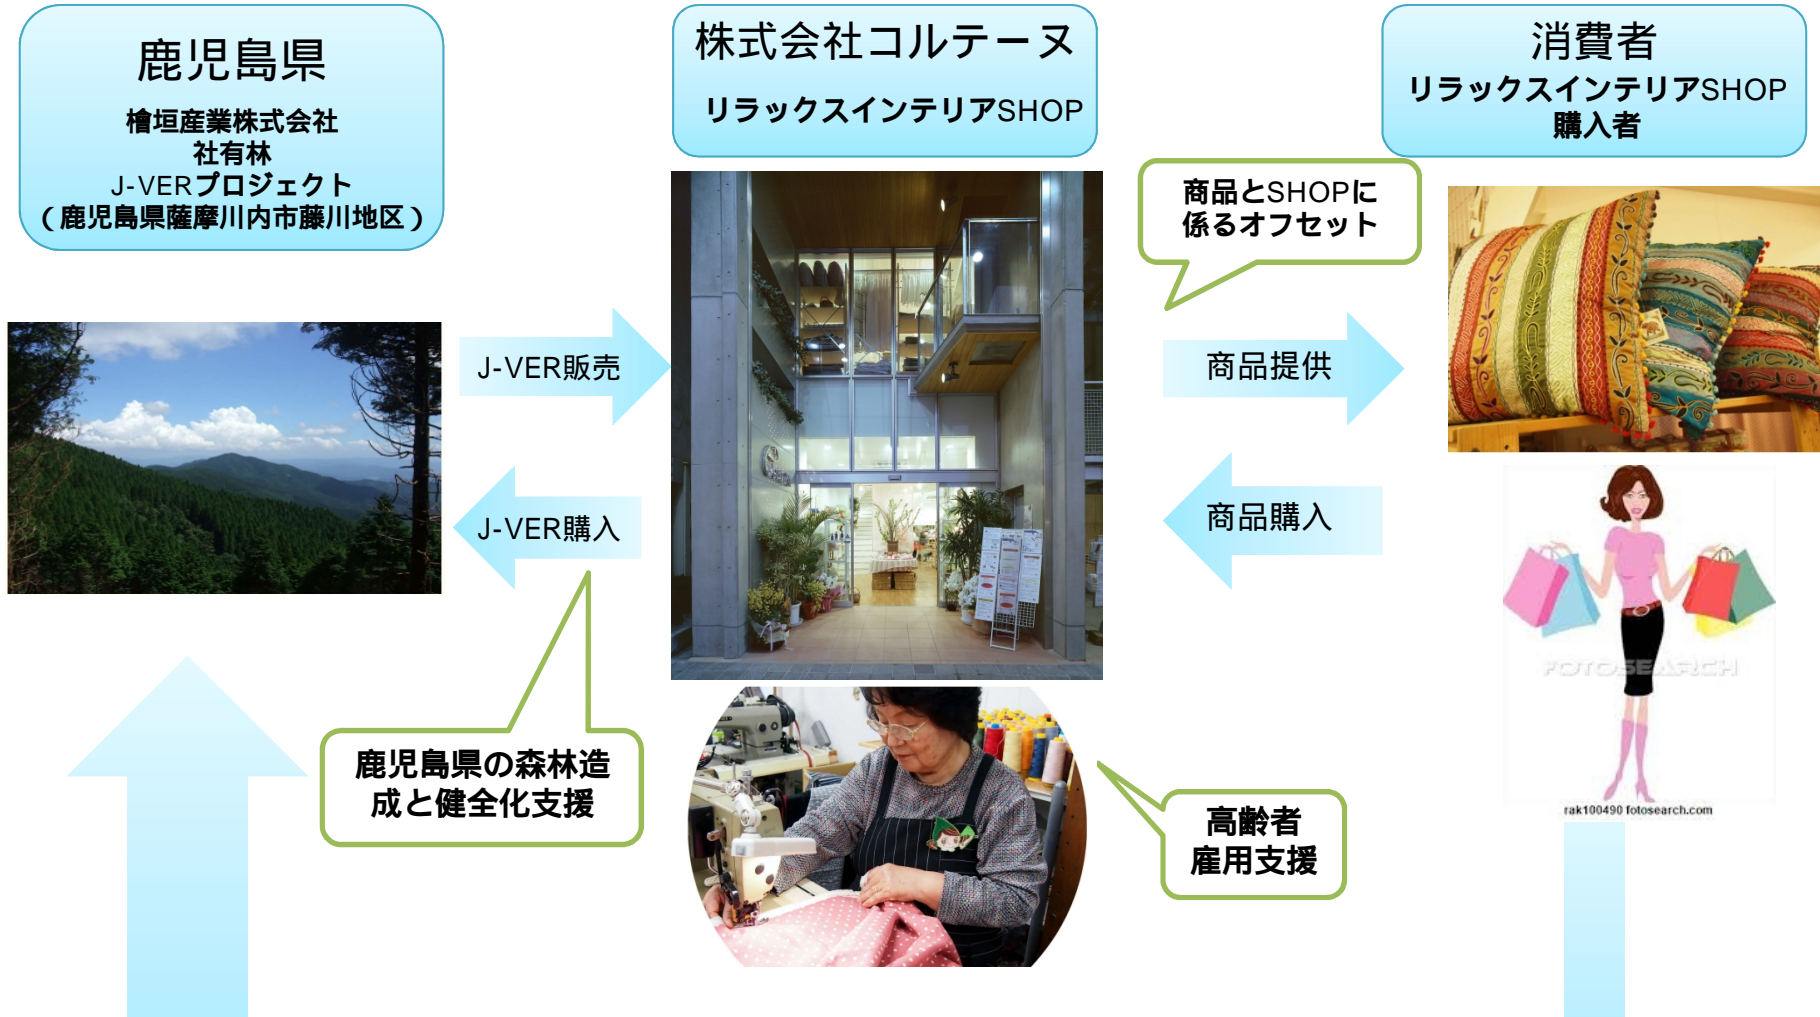 鹿児島県
檜垣産業株式会社
社有林
J-VERプロジェクト
（鹿児島県薩摩川内市藤川地区）
株式会社コルテーヌ
リラックスインテリアSHOP
消費者
リラックスインテリアSHOP
購入者
商品とSHOPに
係るオフセット
J-VER販売
商品提供
J-VER購入
商品購入
鹿児島県の森林造
成と健全化支援
高齢者
雇用支援
FOTOSEARCH
rak100490 fotosearch.com